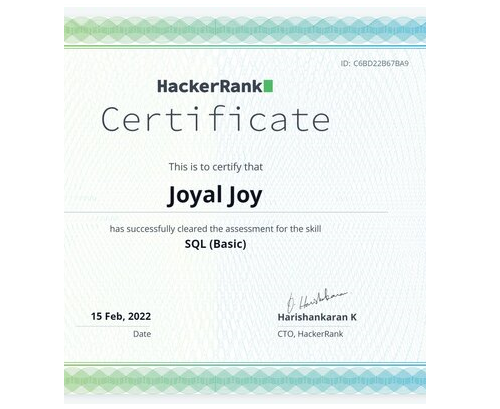 ID: C6BD22B67BA9
HackerRank
Certificate
This is to certify that
Joyal Joy
has successfully cleared the assessment for the skill
SQL (Basic)
15 Feb, 2022
Date
Harishankaran K
CTO, HackerRank